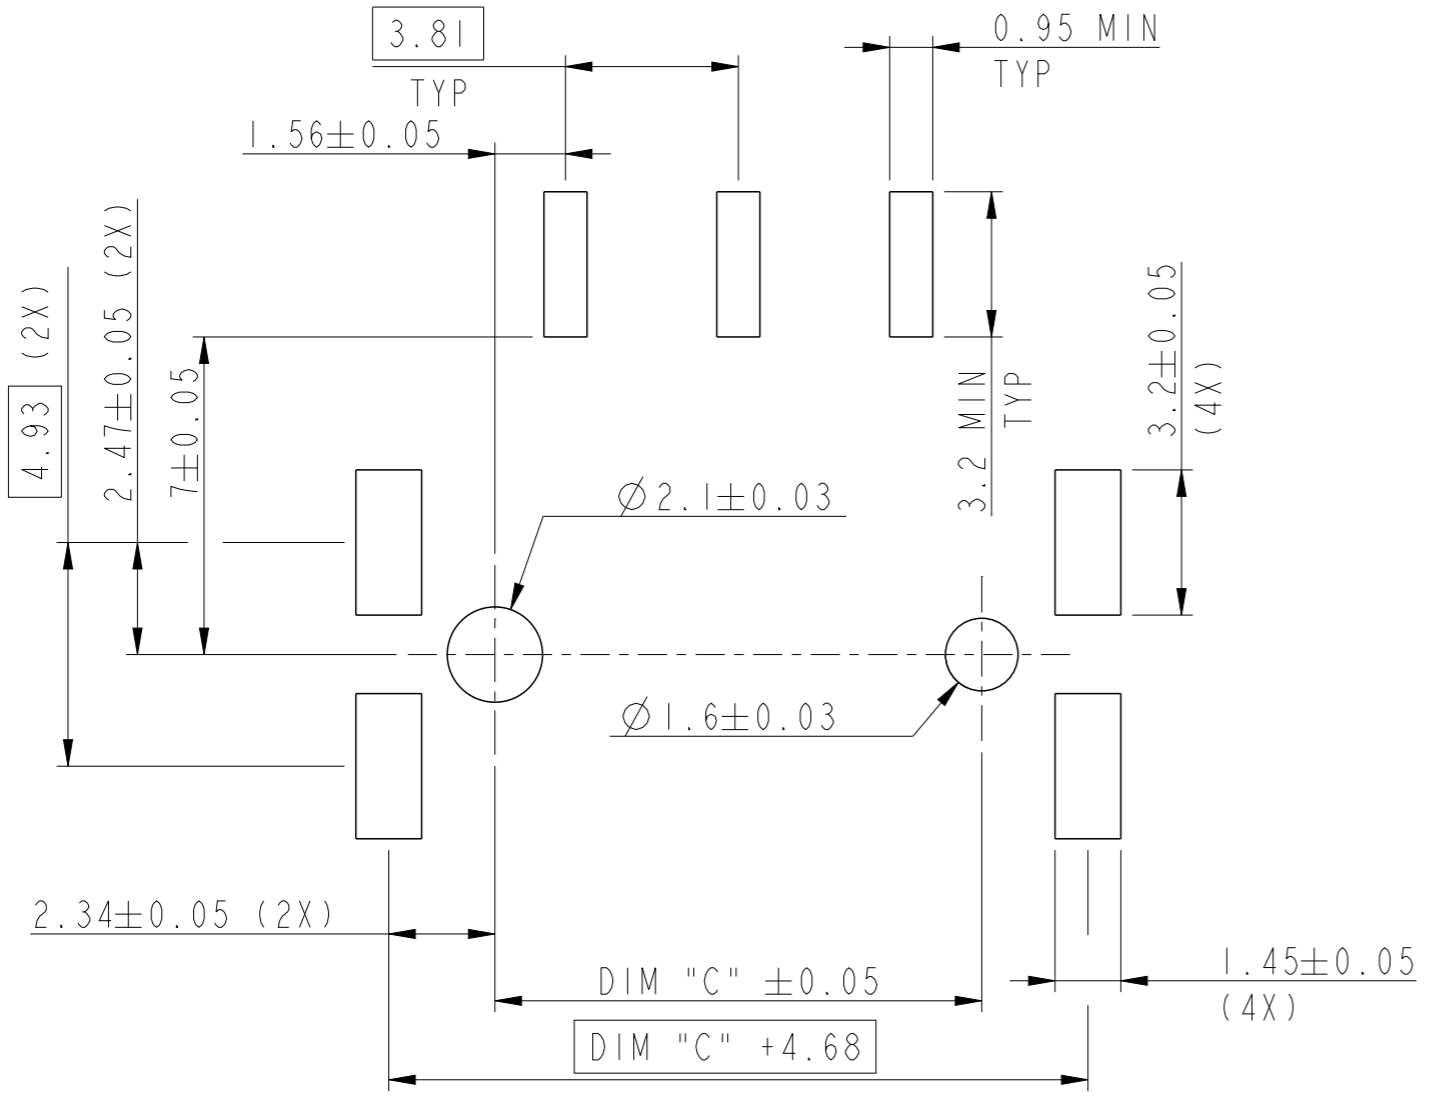 3.81
TYP
0.95 MIN
TYP
1.56±0.05
4.93 (2X)
2.47±0.05 (2X)
7±0.05
3.2 MIN
TYP
3.2±0.05
(4X)
Ø2.1±0.03
Ø1.6±0.03
2.34±0.05 (2X)
DIM "C" ±0.05
DIM "C" +4.68
1.45±0.05
(4X)